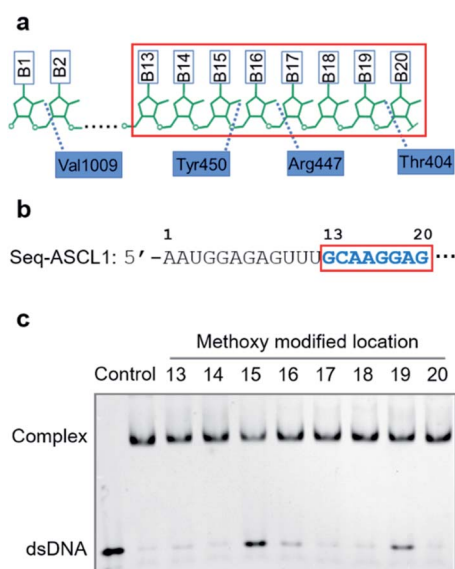 a
B1 B2 B13 B14 B15 B16 B17 B18 B19 B20
Val1009 Tyr450 Arg447 Thr404
b
1 13 20
Seq-ASCL1: 5’-AAUGGAGAGUUUGCAAGGAG...
c
Methoxy modified location
Control 13 14 15 16 17 18 19 20
Complex
dsDNA